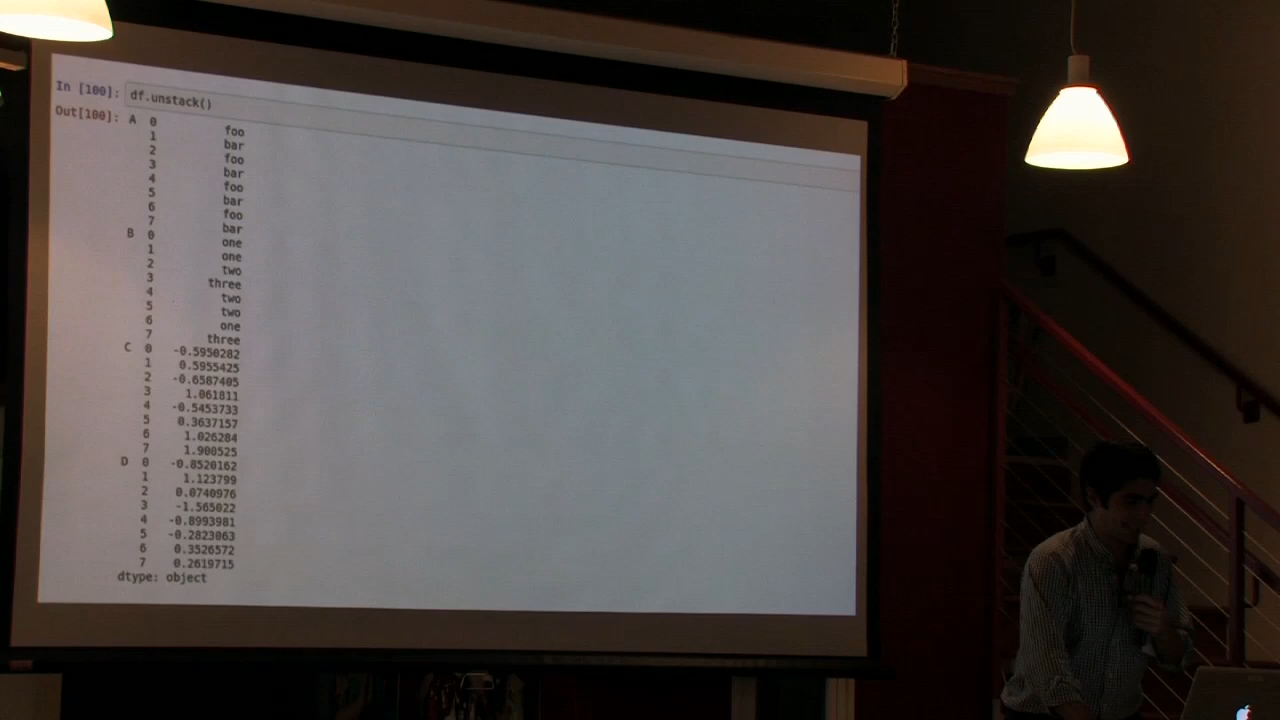 In [100]: df.unstack()
Out[100]: A 0 foo
1 bar
2 foo
3 bar
4 foo
5 bar
6 foo
7 bar
B 0 one
1 one
2 two
3 three
4 two
5 two
6 one
7 three
C 0 -0.5950282
1 0.5955425
2 -0.6587405
3 1.061811
4 -0.5453733
5 0.3637157
6 1.026284
7 1.900525
D 0 -0.8520162
1 1.123799
2 0.0740976
3 -1.565022
4 -0.8993981
5 -0.2823063
6 0.3526572
7 0.2619715
dtype: object